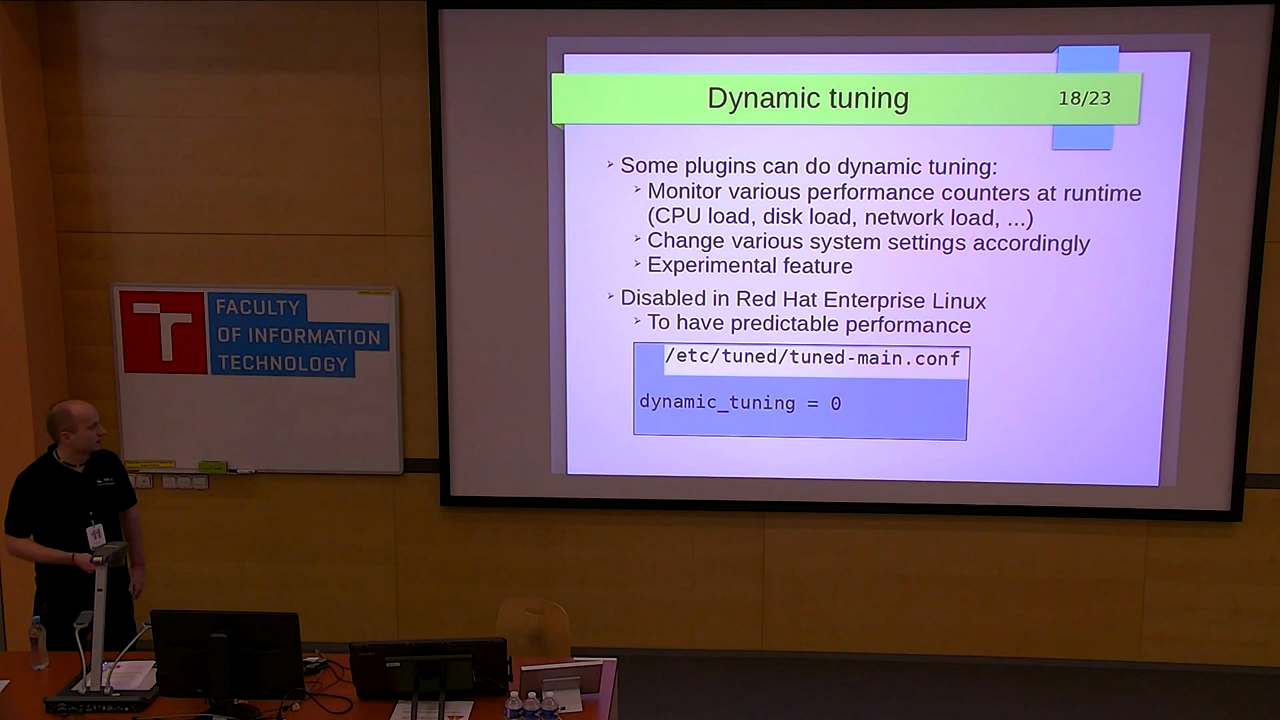 Dynamic tuning
18/23
Some plugins can do dynamic tuning:
Monitor various performance counters at runtime
(CPU load, disk load, network load, ...)
Change various system settings accordingly
Experimental feature
Disabled in Red Hat Enterprise Linux
To have predictable performance
/etc/tuned/tuned-main.conf
dynamic_tuning = 0
FACULTY
OF INFORMATION
TECHNOLOGY